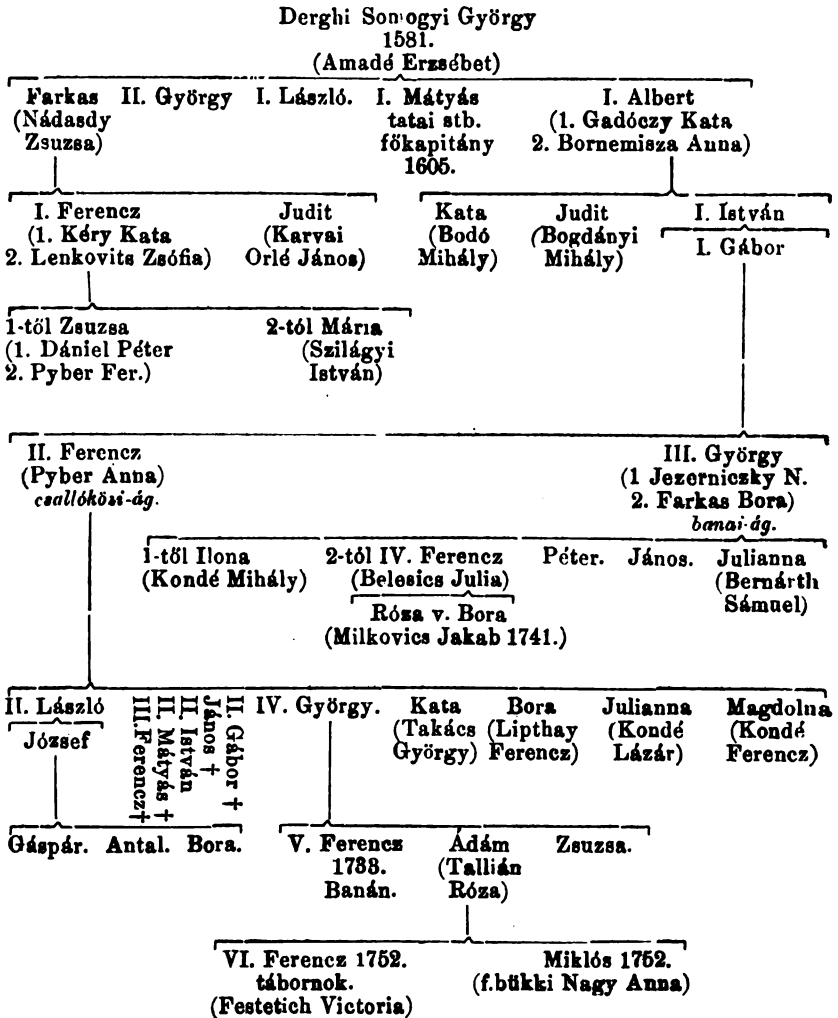 Derghi Somogyi György
1581.
(Amadé Erzsébet)
Farkas II. György I. László. I. Mátyás I. Albert
(Nádasdy tatai stb. (1. Gadóczy Kata
Zsuzsa) főkapitány 2. Bornemisza Anna)
1605.
I. Ferencz Judit Kata Judit I. István
(1. Kéry Kata (Karvai (Bodó (Bogdányi I. Gábor
2. Lenkovits Zsófia) Orlé János) Mihály) Mihály)
1-től Zsuzsa 2-tól Mária
(1. Dániel Péter (Szilágyi
2. Pyber Fer.) István)
II. Ferencz III. György
(Pyber Anna) (1 Jezerniczky N.
csallóközi-ág. 2. Farkas Bora)
banai-ág.
1-től Ilona 2-tól IV. Ferencz Péter. János. Julianna
(Kondé Mihály) (Belesics Julia) (Bernárth
Sámuel)
Róza v. Bora
(Milkovics Jakab 1741.)
II. László
József
III. Ferencz †
II. Mátyás †
II. István
János †
II. Gábor †
IV. György. Kata Bora Julianna Magdolna
(Takács (Lipthay (Kondé (Kondé
György) Ferencz) Lázár) Ferencz)
Gáspár. Antal. Bora. V. Ferencz Ádám Zsuzsa.
1733. (Tallián
Banán. Róza)
VI. Ferencz 1752. Miklós 1752.
tábornok. (f.bükki Nagy Anna)
(Festetich Victoria)